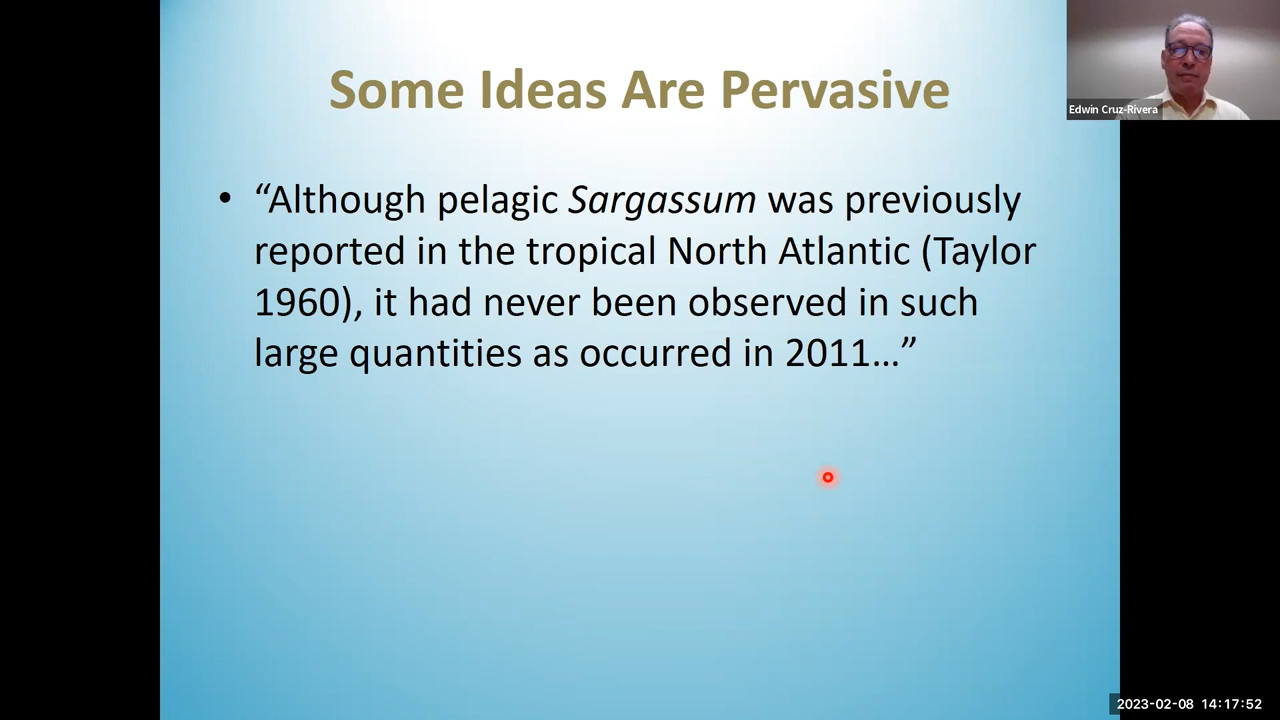 Some Ideas Are Pervasive
Edwin Cruz-Rivera
• “Although pelagic Sargassum was previously
reported in the tropical North Atlantic (Taylor
1960), it had never been observed in such
large quantities as occurred in 2011…”
2023-02-08 14:17:52